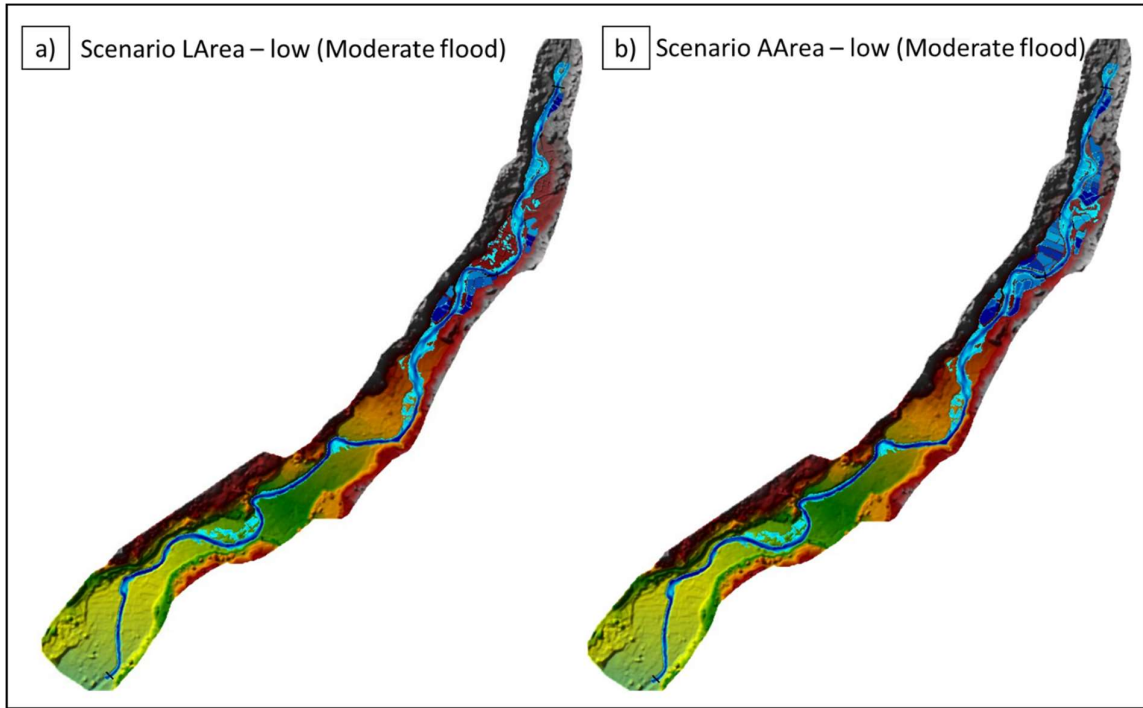 a) Scenario LArea – low (Moderate flood)
b) Scenario AArea – low (Moderate flood)